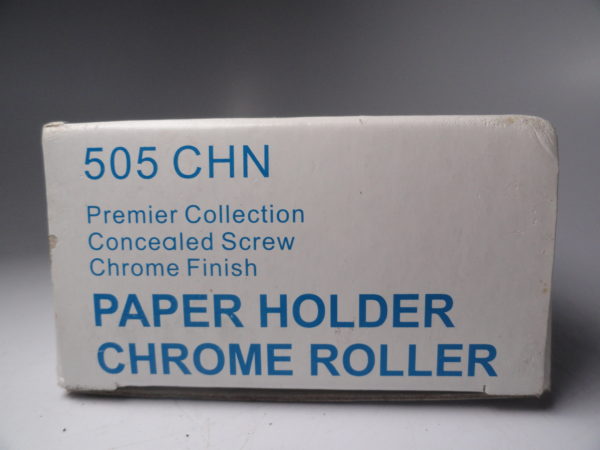 505 CHN
Premier Collection
Concealed Screw
Chrome Finish
PAPER HOLDER
CHROME ROLLER